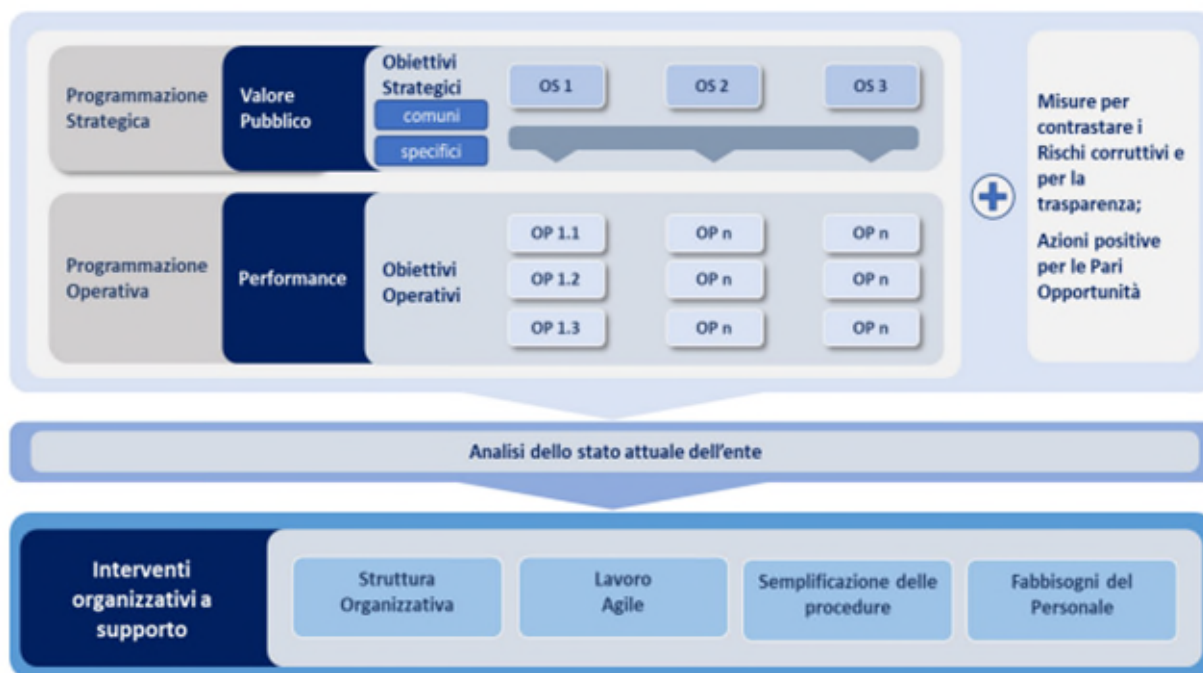 Programmazione
Strategica
Valore
Pubblico
Obiettivi
Strategici
comuni
specifici
OS 1
OS 2
OS 3
Programmazione
Operativa
Performance
Obiettivi
Operativi
OP 1.1
OP n
OP n
OP 1.2
OP n
OP n
OP 1.3
OP n
OP n
Misure per
contrastare i
Rischi corruttivi e
per la
trasparenza;
Azioni positive
per le Pari
Opportunità
Analisi dello stato attuale dell'ente
Interventi
organizzativi a
supporto
Struttura
Organizzativa
Lavoro
Agile
Semplificazione delle
procedure
Fabbisogni del
Personale